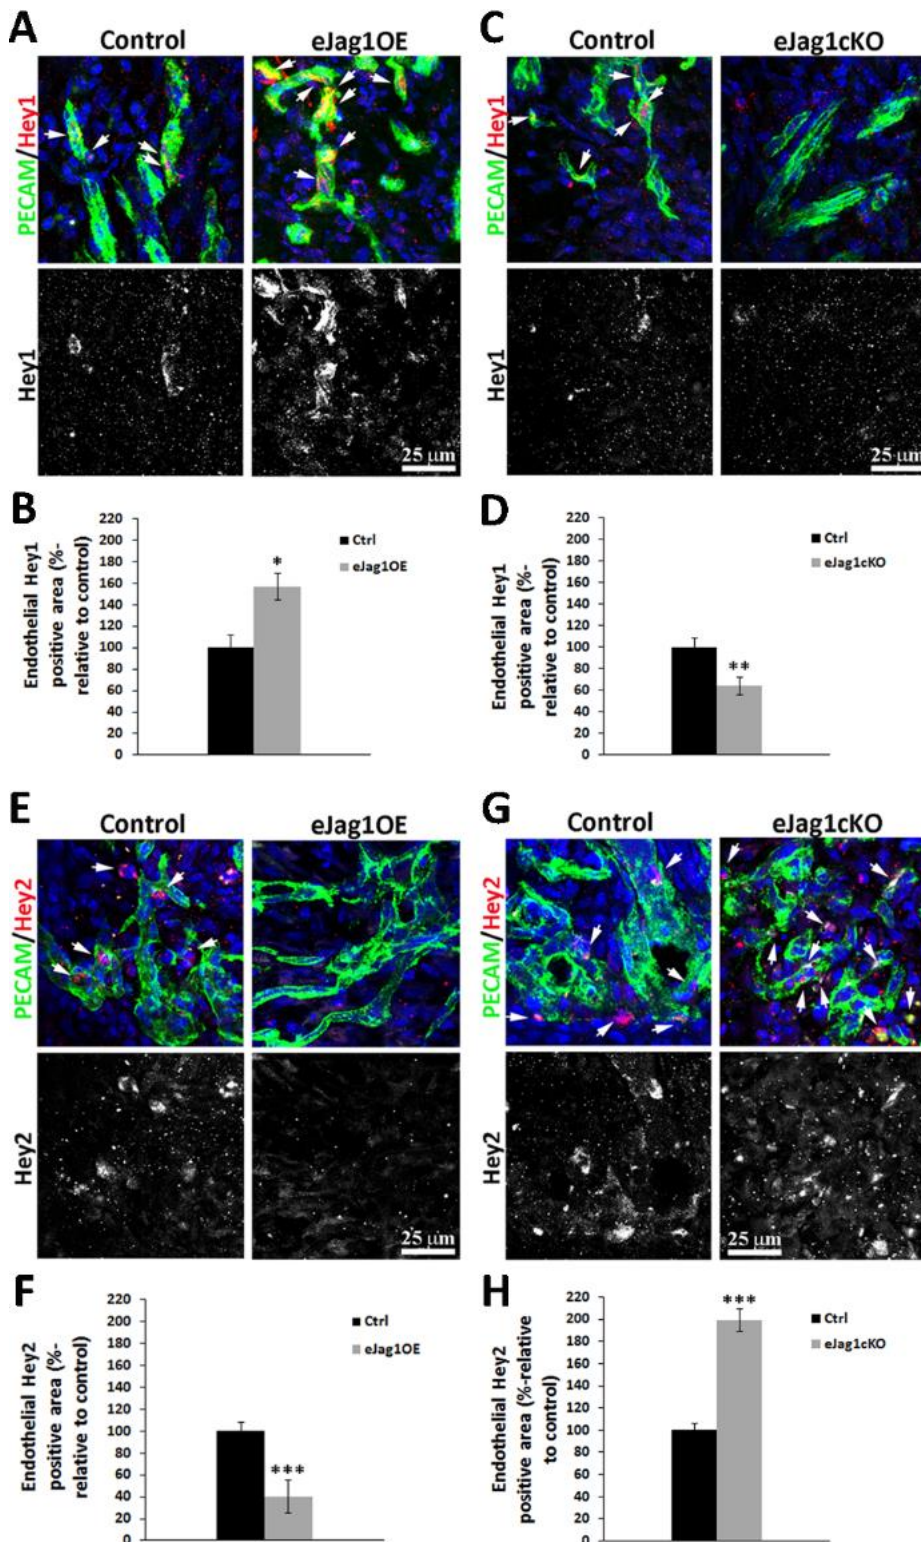 A
Control
eJag1OE
PECAM/Hey1
Hey1
25 µm
C
Control
eJag1cKO
PECAM/Hey1
Hey1
25 µm
B
Endothelial Hey1
positive area (%-
relative to control)
220
200
180
160
140
120
100
80
60
40
20
0
*
Ctrl
eJag1OE
D
Endothelial Hey1
positive area (%-
relative to control)
220
200
180
160
140
120
100
80
60
40
20
0
**
Ctrl
eJag1cKO
E
Control
eJag1OE
PECAM/Hey2
Hey2
25 µm
G
Control
eJag1cKO
PECAM/Hey2
Hey2
25 µm
F
Endothelial Hey2
positive area (%-
relative to control)
220
200
180
160
140
120
100
80
60
40
20
0
***
Ctrl
eJag1OE
H
Endothelial Hey2
positive area (%-relative
to control)
220
200
180
160
140
120
100
80
60
40
20
0
***
Ctrl
eJag1cKO